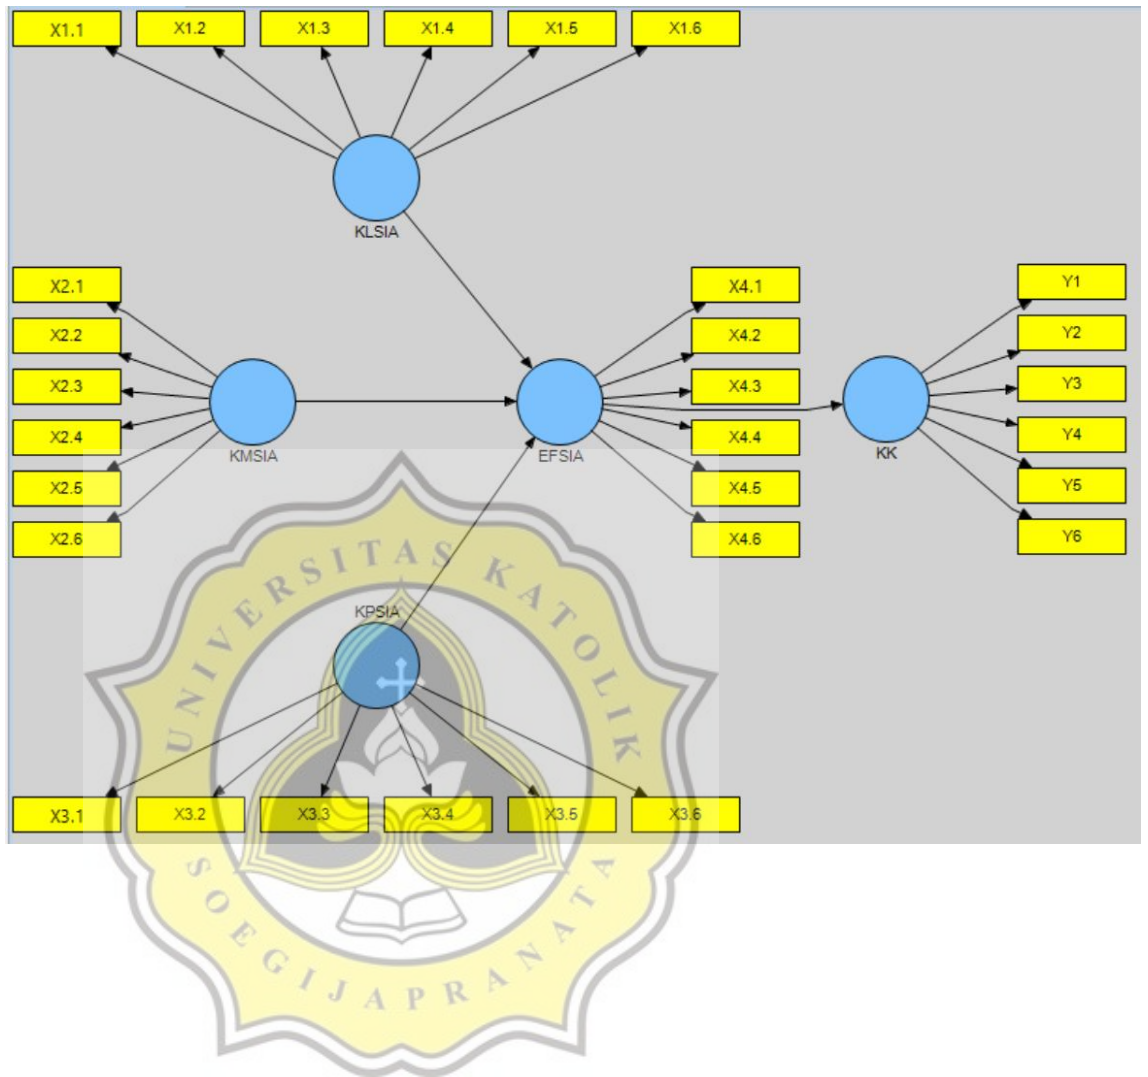 X1.1 X1.2 X1.3 X1.4 X1.5 X1.6
KLSIA
X2.1
X2.2
X2.3
X2.4
X2.5
X2.6
KMSIA
X4.1
X4.2
X4.3
X4.4
X4.5
X4.6
EFSIA
Y1
Y2
Y3
Y4
Y5
Y6
KK
KPSIA
X3.1 X3.2 X3.3 X3.4 X3.5 X3.6
UNIVERSITAS KATOLIK
SOEGIJAPRANATA